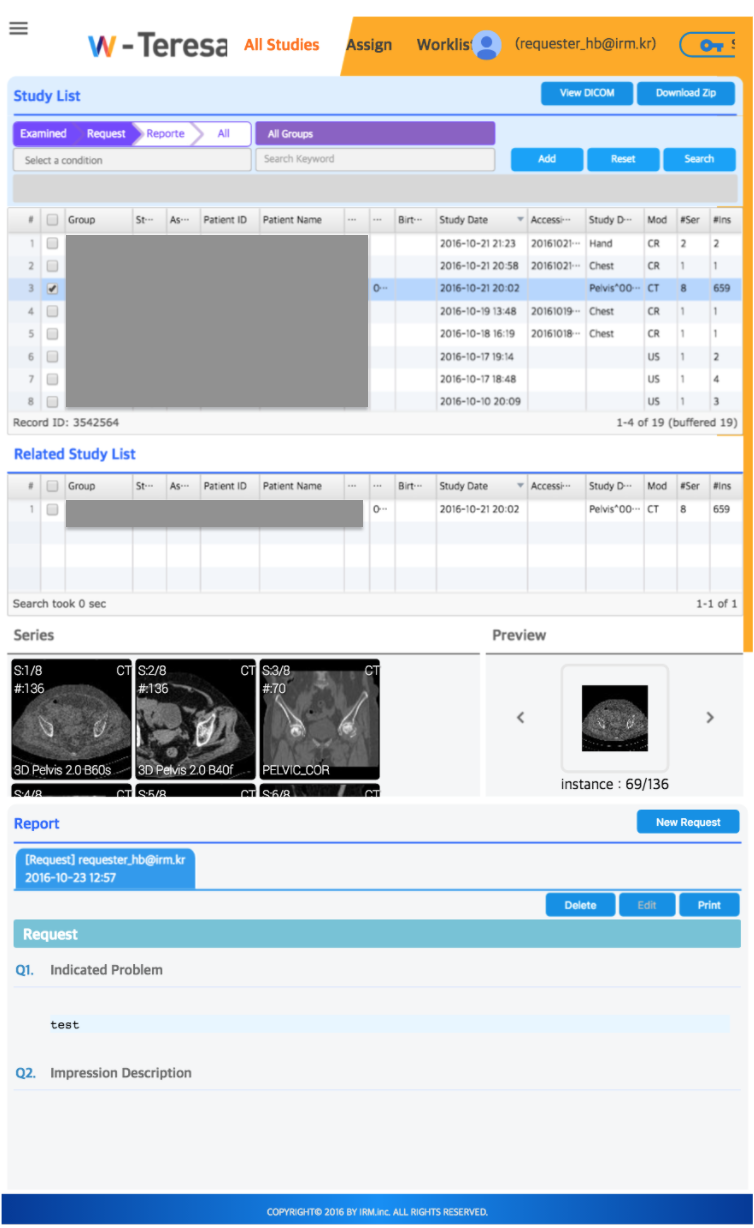 W - Teresa All Studies Assign Worklis (requester_hb@irm.kr)
Study List View DICOM Download Zip
Examined Request Reporte All All Groups
Select a condition Search Keyword Add Reset Search
# Group St··· As··· Patient ID Patient Name ··· ··· Birt··· Study Date Accessi··· Study D··· Mod #Ser #Ins
1 2016-10-21 21:23 20161021··· Hand CR 2 2
2 2016-10-21 20:58 20161021··· Chest CR 1 1
3 O··· 2016-10-21 20:02 Pelvis^00··· CT 8 659
4 2016-10-19 13:48 20161019··· Chest CR 1 1
5 2016-10-18 16:19 20161018··· Chest CR 1 1
6 2016-10-17 19:14 US 1 2
7 2016-10-17 18:48 US 1 4
8 2016-10-10 20:09 US 1 3
Record ID: 3542564 1-4 of 19 (buffered 19)
Related Study List
# Group St··· As··· Patient ID Patient Name ··· ··· Birt··· Study Date Accessi··· Study D··· Mod #Ser #Ins
1 O··· 2016-10-21 20:02 Pelvis^00··· CT 8 659
Search took 0 sec 1-1 of 1
Series Preview
S:1/8 CT S:2/8 CT S:3/8 CT
#:136 #:136 #:70
3D Pelvis 2.0 B60s 3D Pelvis 2.0 B40f PELVIC_COR
instance : 69/136
S:4/8 CT S:5/8 CT S:6/8 CT
Report New Request
[Request] requester_hb@irm.kr
2016-10-23 12:57
Delete Edit Print
Request
Q1. Indicated Problem
test
Q2. Impression Description
COPYRIGHT© 2016 BY IRM.inc. ALL RIGHTS RESERVED.